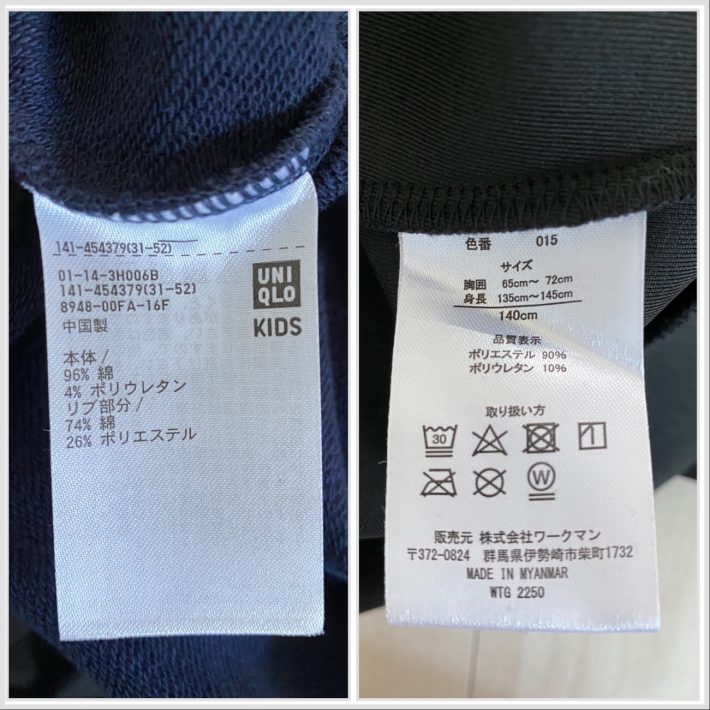 141-454379(31-52)
01-14-3H006B
141-454379(31-52)
8948-00FA-16F
中国製
UNI
QLO
KIDS
本体/
96% 綿
4% ポリウレタン
リブ部分/
74% 綿
26% ポリエステル
色番 015
サイズ
胸囲 65cm~ 72cm
身長 135cm~145cm
140cm
品質表示
ポリエステル 90%
ポリウレタン 10%
取り扱い方
30
1
W
販売元 株式会社ワークマン
〒372-0824 群馬県伊勢崎市柴町1732
MADE IN MYANMAR
WTG 2250